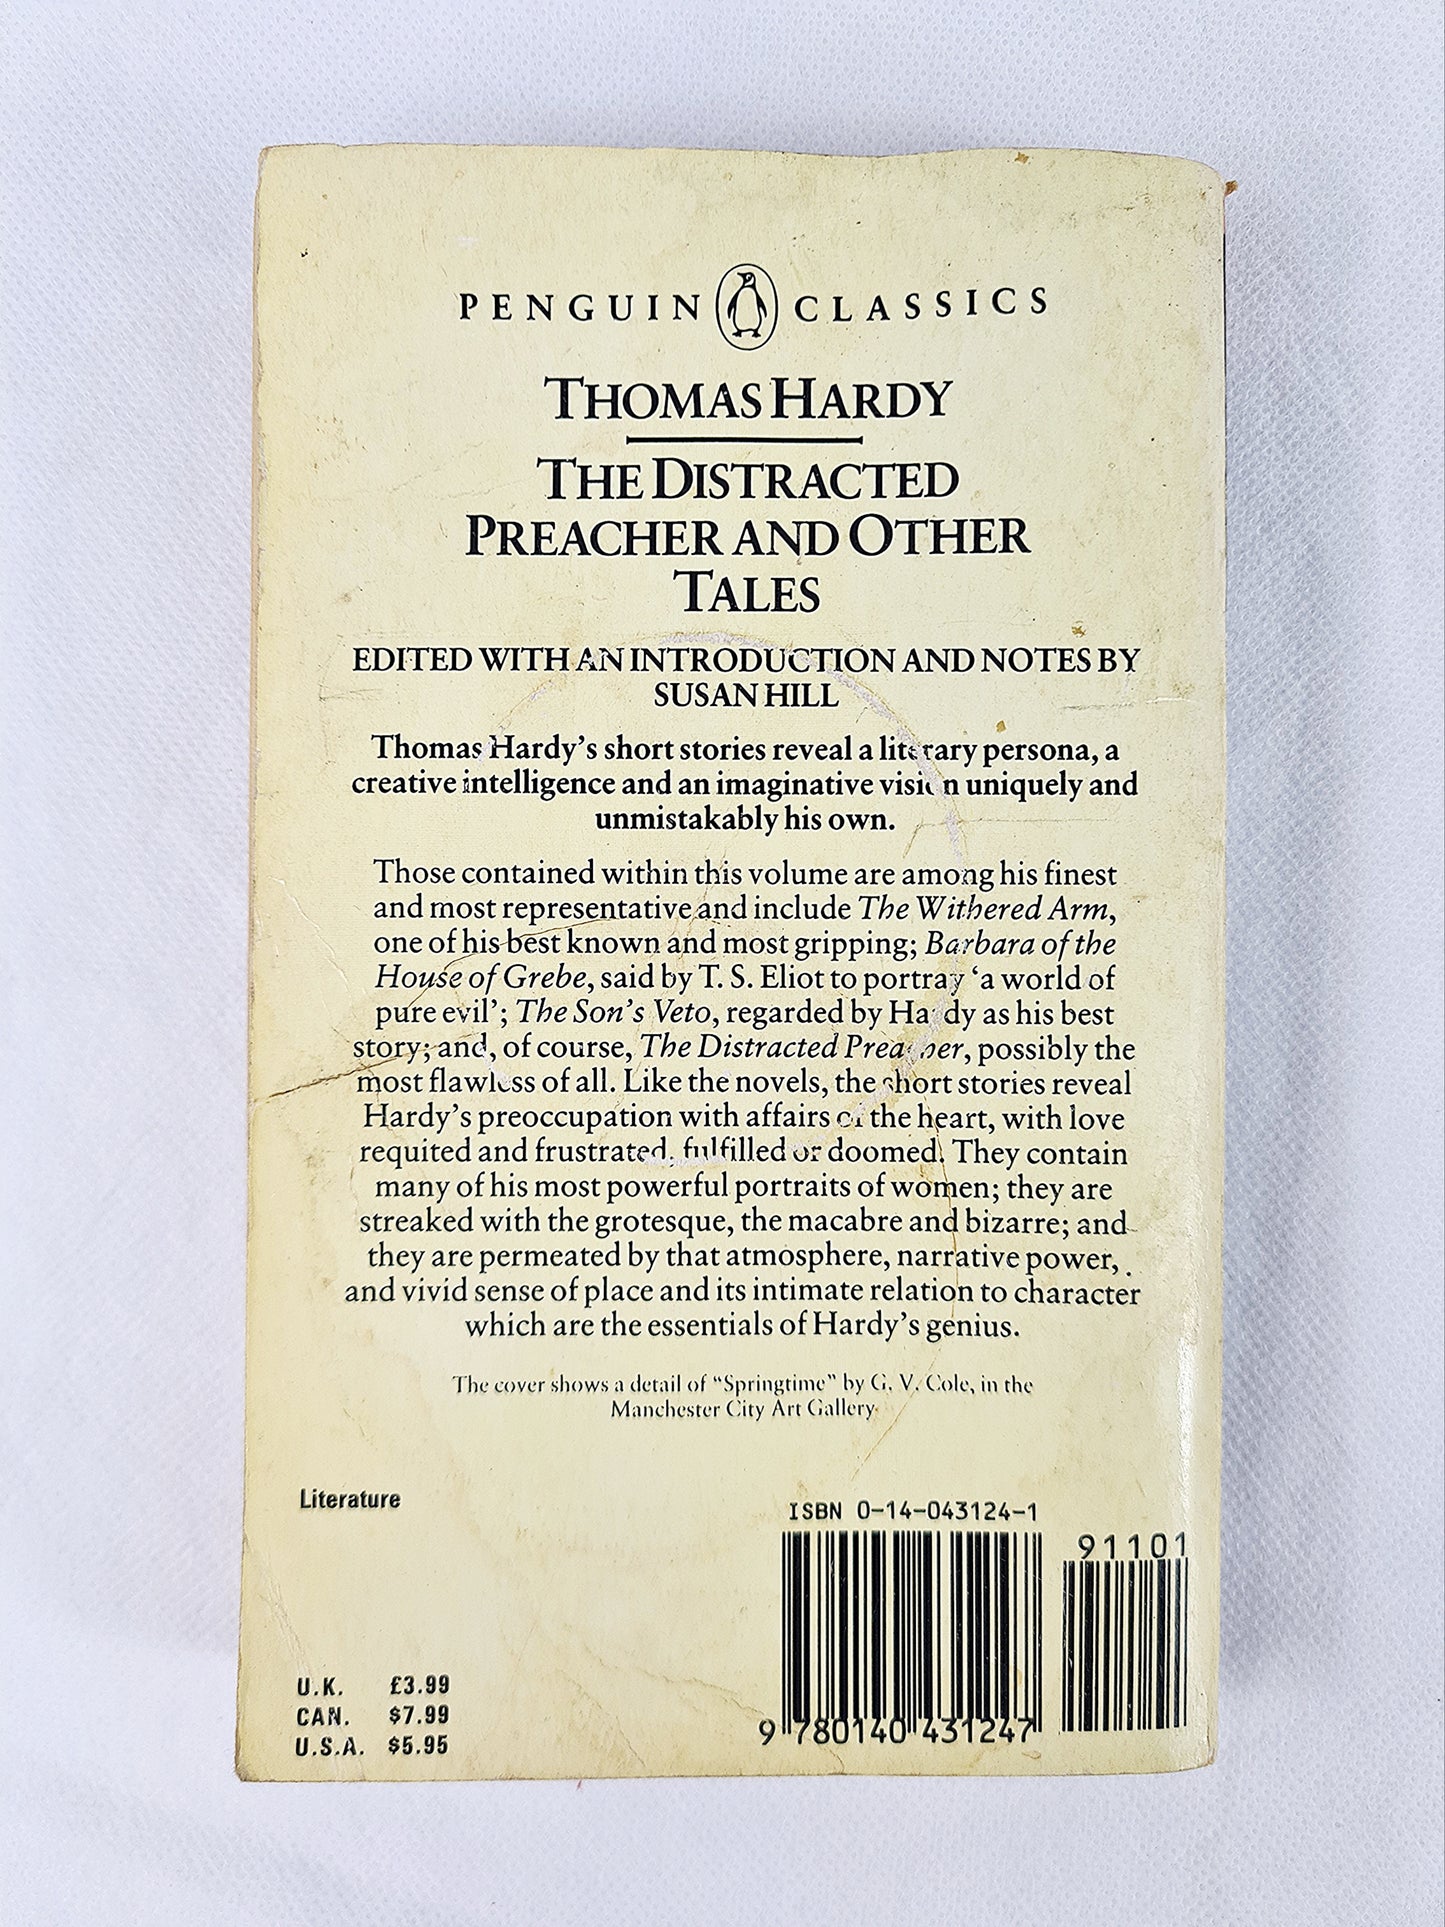 PENGUIN CLASSICS
THOMAS HARDY
THE DISTRACTED
PREACHER AND OTHER
TALES
EDITED WITH AN INTRODUCTION AND NOTES BY
SUSAN HILL
Thomas Hardy's short stories reveal a literary persona, a
creative intelligence and an imaginative vision uniquely and
unmistakably his own.
Those contained within this volume are among his finest
and most representative and include The Withered Arm,
one of his best known and most gripping; Barbara of the
House of Grebe, said by T. S. Eliot to portray ‘a world of
pure evil’; The Son's Veto, regarded by Hardy as his best
story; and, of course, The Distracted Preacher, possibly the
most flawless of all. Like the novels, the short stories reveal
Hardy's preoccupation with affairs of the heart, with love
requited and frustrated, fulfilled or doomed. They contain
many of his most powerful portraits of women; they are
streaked with the grotesque, the macabre and bizarre; and
they are permeated by that atmosphere, narrative power,
and vivid sense of place and its intimate relation to character
which are the essentials of Hardy's genius.
The cover shows a detail of “Springtime” by G. V. Cole, in the
Manchester City Art Gallery
Literature
ISBN 0-14-043124-1
91101
9 780140 431247
U.K. £3.99
CAN. $7.99
U.S.A. $5.95